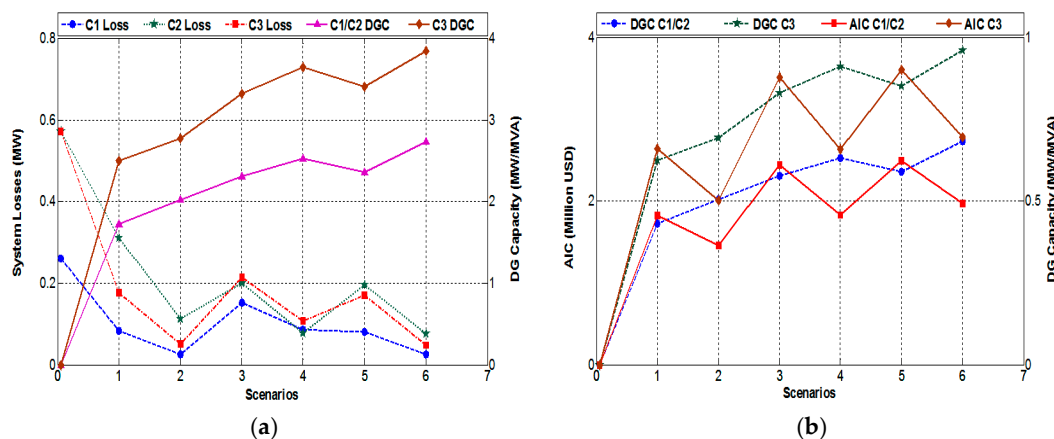 C1 Loss C2 Loss C3 Loss C1/C2 DGC C3 DGC
0.8
0.6
0.4
0.2
0
System Losses (MW)
4
3
2
1
0
DG Capacity (MW/MVA)
0 1 2 3 4 5 6 7
Scenarios
(a)
DGC C1/C2 DGC C3 AIC C1/C2 AIC C3
4
2
0
AIC (Million USD)
1
0.5
0
DG Capacity (MW/MVA)
0 1 2 3 4 5 6 7
Scenarios
(b)